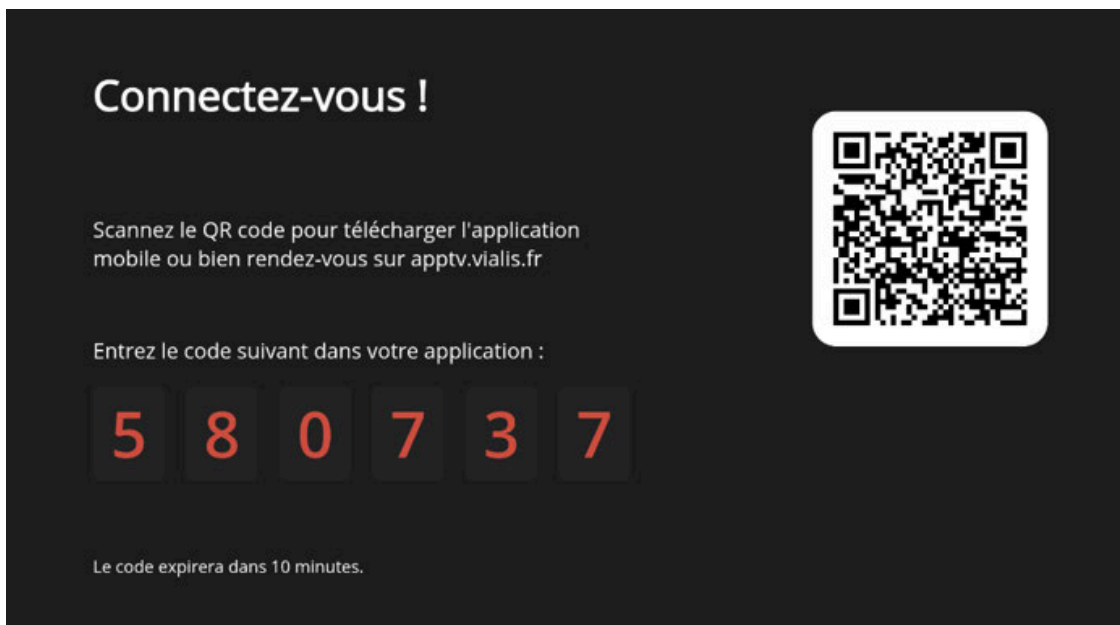 Connectez-vous !
Scannez le QR code pour télécharger l'application
mobile ou bien rendez-vous sur apptv.vialis.fr
Entrez le code suivant dans votre application :
5 8 0 7 3 7
Le code expirera dans 10 minutes.